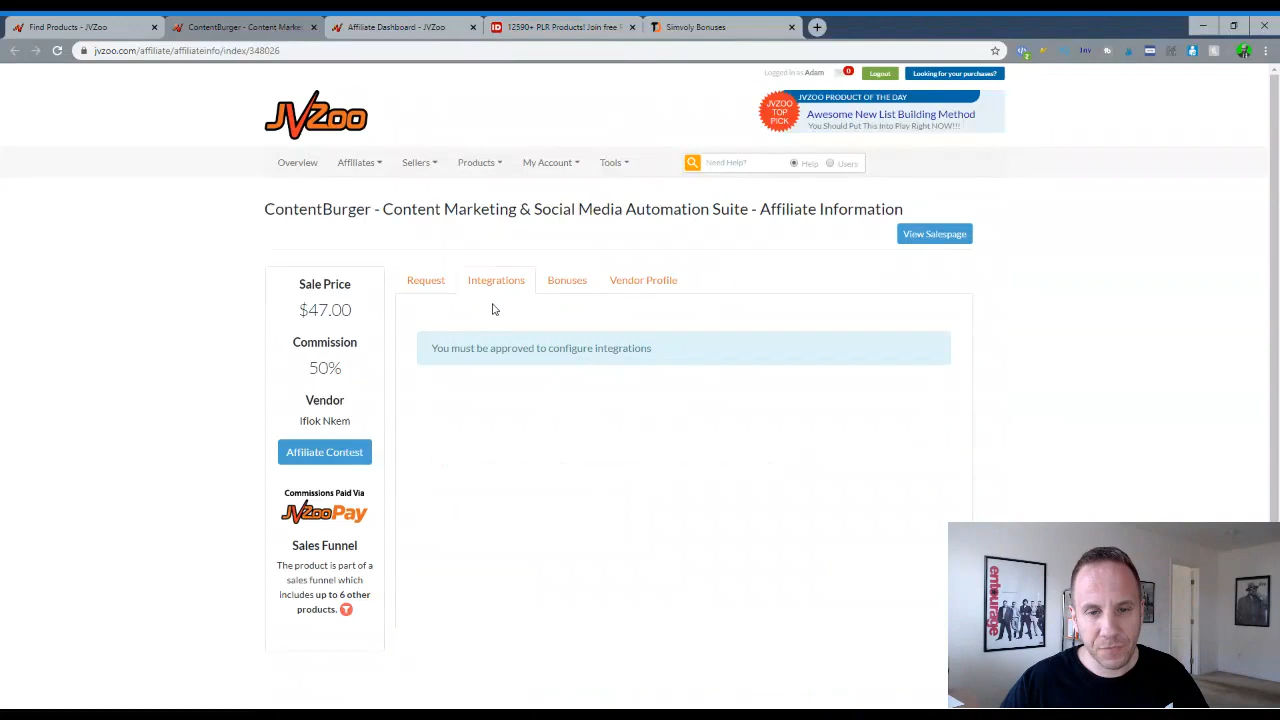 Find Products - JVZoo
ContentBurger - Content Marke
Affiliate Dashboard - JVZoo
12590+ PLR Products! Join free
Simvoly Bonuses
jvzoo.com/affiliate/affiliateinfo/index/348026
Logged in as Adam
0
Logout
Looking for your purchases?
JVZoo
JVZOO TOP PICK
JVZOO PRODUCT OF THE DAY
Awesome New List Building Method
You Should Put This Into Play Right NOW!!!
Overview
Affiliates
Sellers
Products
My Account
Tools
Need Help?
Help
Users
ContentBurger - Content Marketing & Social Media Automation Suite - Affiliate Information
View Salespage
Sale Price
$47.00
Commission
50%
Vendor
Ifiok Nkem
Affiliate Contest
Commissions Paid Via
JVZooPay
Sales Funnel
The product is part of a
sales funnel which
includes up to 6 other
products.
Request
Integrations
Bonuses
Vendor Profile
You must be approved to configure integrations
entourage